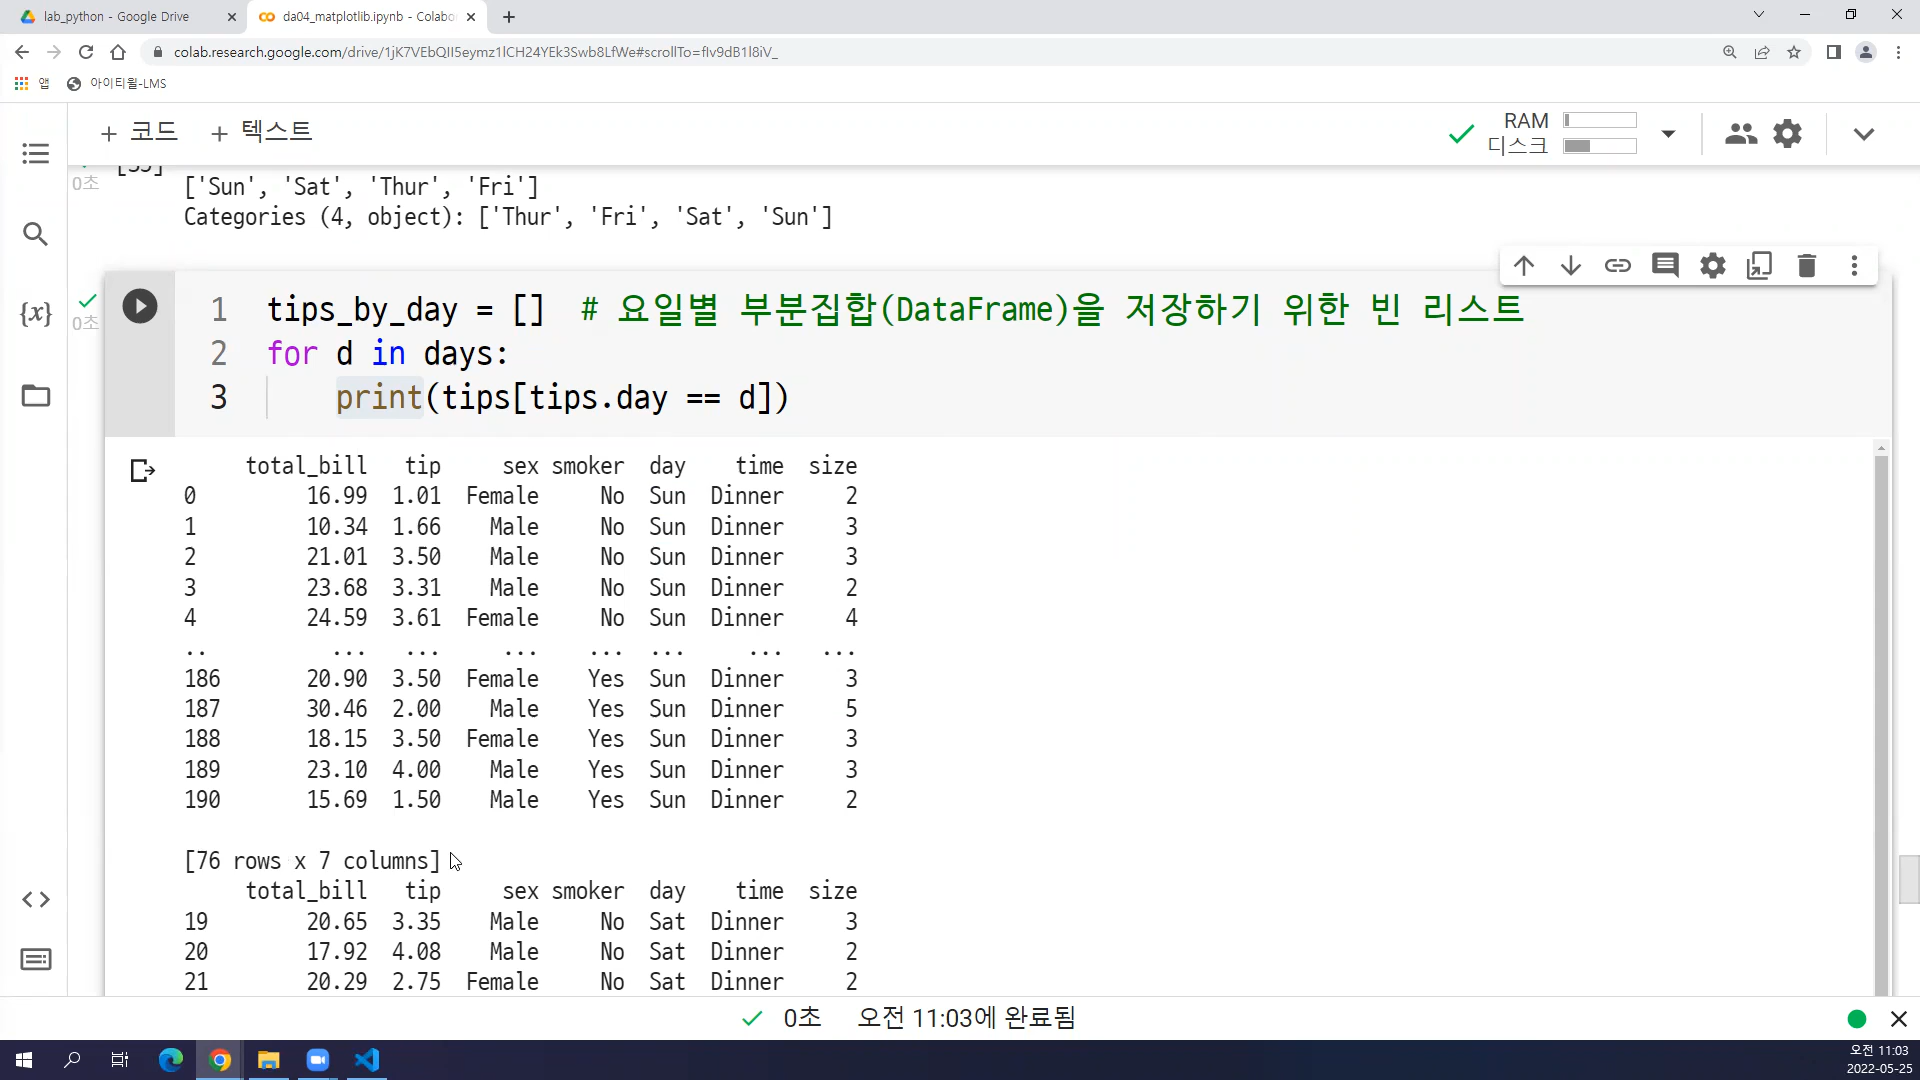 lab_python - Google Drive
da04_matplotlib.ipynb - Colabo
colab.research.google.com/drive/1jK7VEbQII5eymz1lCH24YEk3Swb8LfWe#scrollTo=flv9dB1l8iV_
앱
아이티윌-LMS
+ 코드 + 텍스트
RAM
디스크
0초
['Sun', 'Sat', 'Thur', 'Fri']
Categories (4, object): ['Thur', 'Fri', 'Sat', 'Sun']
0초
1 tips_by_day = [] # 요일별 부분집합(DataFrame)을 저장하기 위한 빈 리스트
2 for d in days:
3 print(tips[tips.day == d])
total_bill tip sex smoker day time size
0 16.99 1.01 Female No Sun Dinner 2
1 10.34 1.66 Male No Sun Dinner 3
2 21.01 3.50 Male No Sun Dinner 3
3 23.68 3.31 Male No Sun Dinner 2
4 24.59 3.61 Female No Sun Dinner 4
.. ... ... ... ... ... ... ...
186 20.90 3.50 Female Yes Sun Dinner 3
187 30.46 2.00 Male Yes Sun Dinner 5
188 18.15 3.50 Female Yes Sun Dinner 3
189 23.10 4.00 Male Yes Sun Dinner 3
190 15.69 1.50 Male Yes Sun Dinner 2
[76 rows x 7 columns]
total_bill tip sex smoker day time size
19 20.65 3.35 Male No Sat Dinner 3
20 17.92 4.08 Male No Sat Dinner 2
21 20.29 2.75 Female No Sat Dinner 2
0초 오전 11:03에 완료됨
오전 11:03
2022-05-25